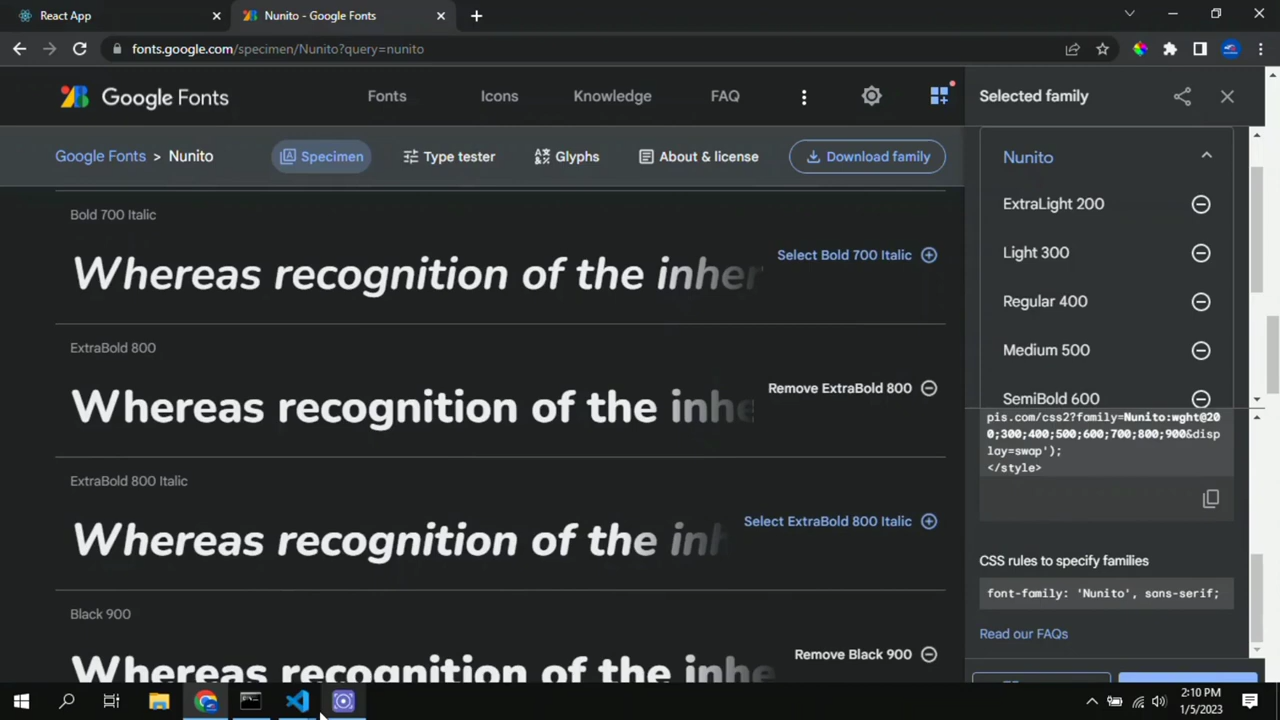 React App
Nunito - Google Fonts
fonts.google.com/specimen/Nunito?query=nunito
Google Fonts
Fonts
Icons
Knowledge
FAQ
Selected family
Google Fonts > Nunito
Specimen
Type tester
Glyphs
About & license
Download family
Nunito
ExtraLight 200
Light 300
Regular 400
Medium 500
SemiBold 600
Bold 700 Italic
Whereas recognition of the inher
Select Bold 700 Italic
ExtraBold 800
Whereas recognition of the inhe
Remove ExtraBold 800
ExtraBold 800 Italic
Whereas recognition of the inh
Select ExtraBold 800 Italic
Black 900
Whereas recognition of the inhe
Remove Black 900
pis.com/css2?family=Nunito:wght@20
0;300;400;500;600;700;800;900&disp
lay=swap');
</style>
CSS rules to specify families
font-family: 'Nunito', sans-serif;
Read our FAQs
2:10 PM
1/5/2023